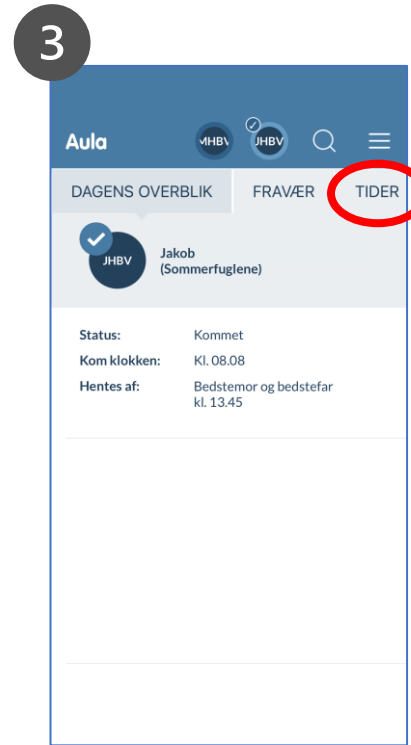 3
Aula
MHBV
JHBV
DAGENS OVERBLIK FRAVÆR TIDER
JHBV
Jakob
(Sommerfuglene)
Status: Kommet
Kom klokken: Kl. 08.08
Hentes af: Bedstemor og bedstefar
kl. 13.45